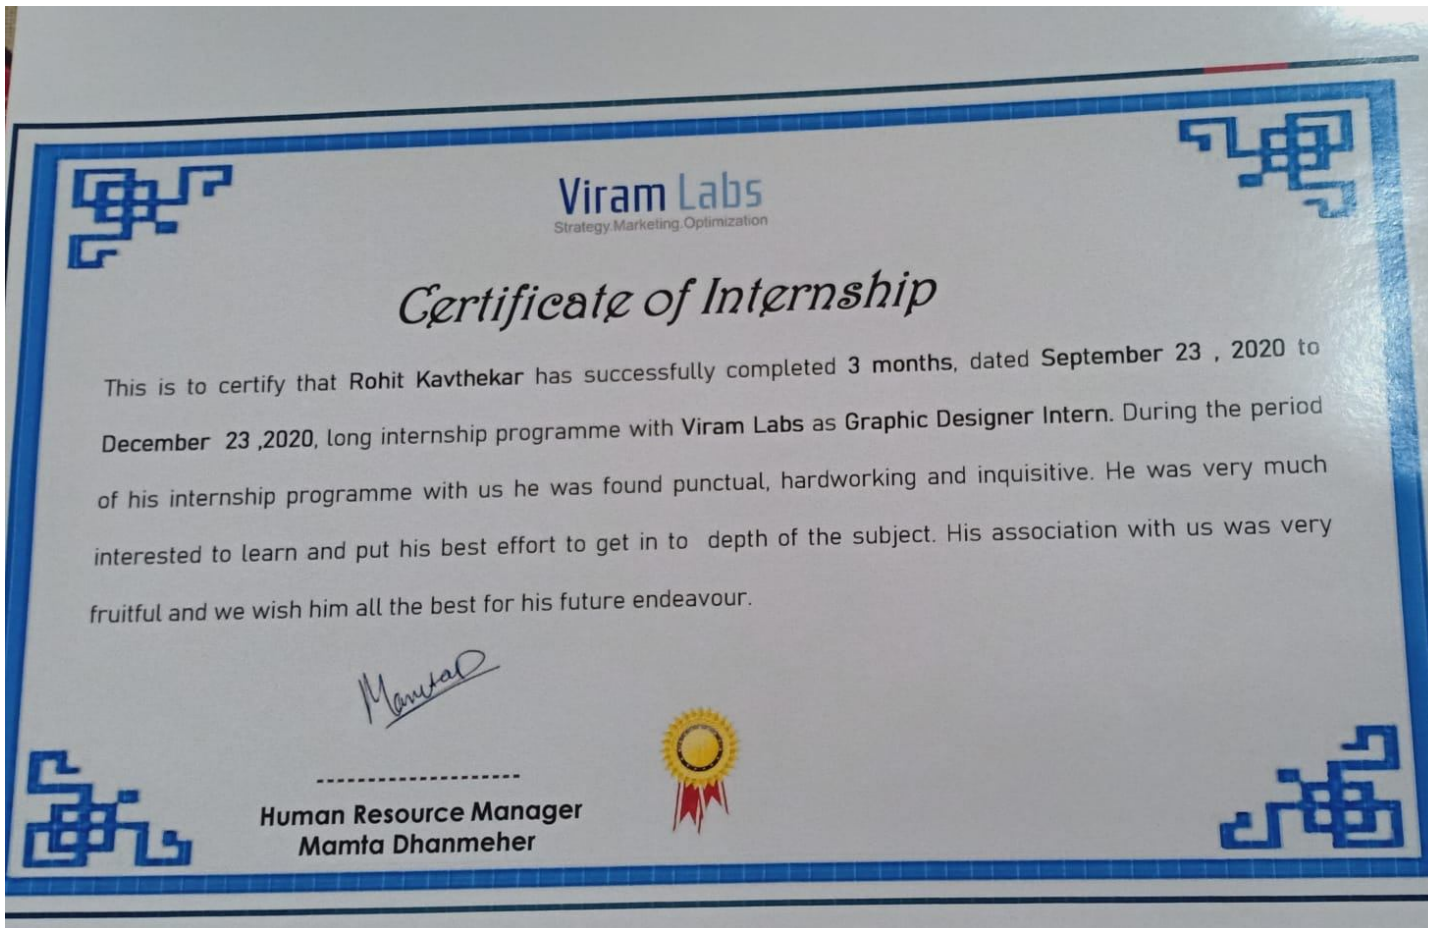 Viram Labs
Strategy.Marketing.Optimization
Certificate of Internship
This is to certify that Rohit Kavthekar has successfully completed 3 months, dated September 23 , 2020 to
December 23 ,2020, long internship programme with Viram Labs as Graphic Designer Intern. During the period
of his internship programme with us he was found punctual, hardworking and inquisitive. He was very much
interested to learn and put his best effort to get in to depth of the subject. His association with us was very
fruitful and we wish him all the best for his future endeavour.
MamtaD
--------------------
Human Resource Manager
Mamta Dhanmeher